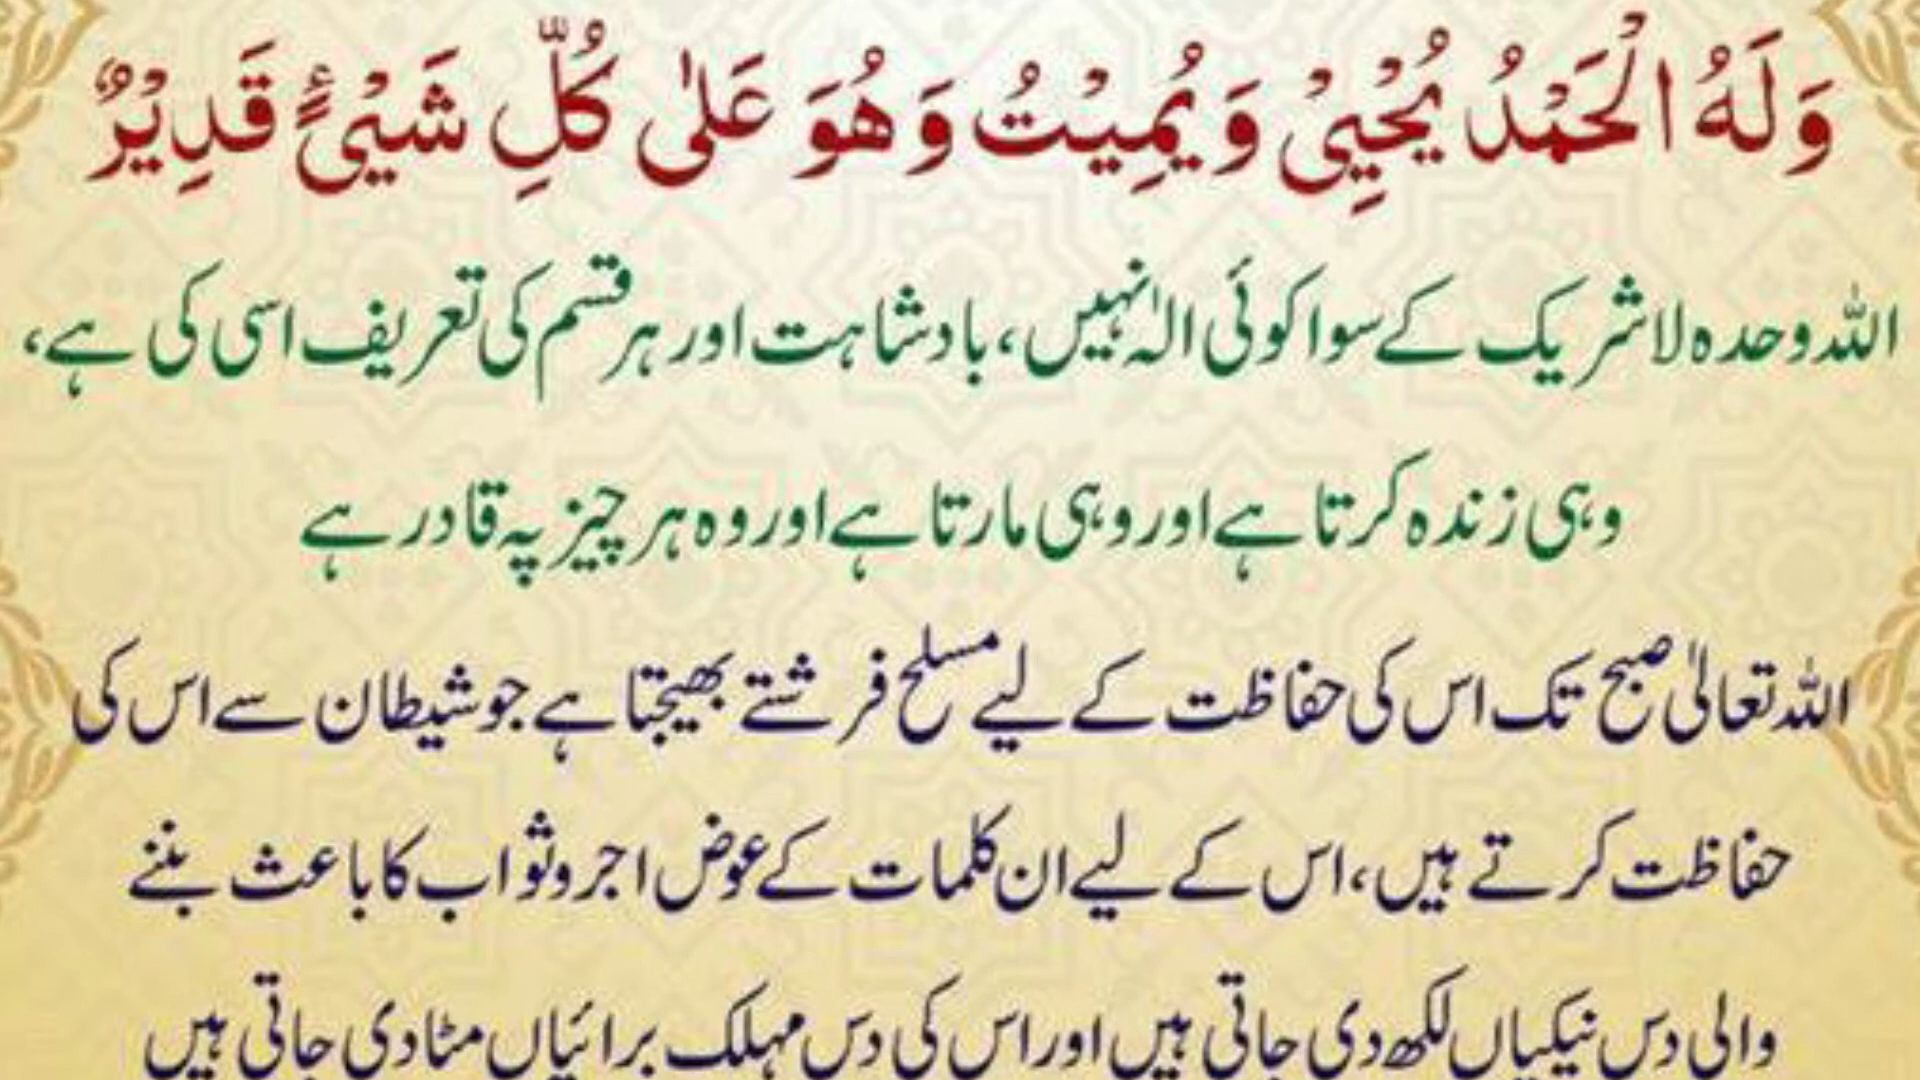 وَلَهُ الْحَمْدُ يُحْيِيْ وَيُمِيْتُ وَهُوَ عَلٰى كُلِّ شَيْئٍ قَدِيْرٌ
اللہ وحدہ لا شریک کے سوا کوئی الٰہ نہیں، بادشاہت اور ہر قسم کی تعریف اسی کی ہے،
وہی زندہ کرتا ہے اور وہی مارتا ہے اور وہ ہر چیز پہ قادر ہے
اللہ تعالیٰ صبح تک اس کی حفاظت کے لیے مسلح فرشتے بھیجتا ہے جو شیطان سے اس کی
حفاظت کرتے ہیں، اس کے لیے ان کلمات کے عوض اجر و ثواب کا باعث بننے
والی دس نیکیاں لکھ دی جاتی ہیں اور اس کی دس مہلک برائیاں مٹا دی جاتی ہیں